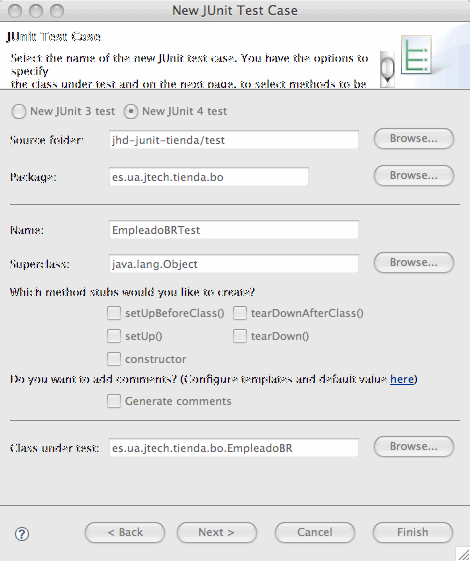 New JUnit Test Case
JUnit Test Case
Select the name of the new JUnit test case. You have the options to
specify
the class under test and on the next page, to select methods to be
New JUnit 3 test New JUnit 4 test
Source folder: jhd-junit-tienda/test Browse...
Package: es.ua.jtech.tienda.bo Browse...
Name: EmpleadoBRTest
Superclass: java.lang.Object Browse...
Which method stubs would you like to create?
setUpBeforeClass() tearDownAfterClass()
setUp() tearDown()
constructor
Do you want to add comments? (Configure templates and default value here)
Generate comments
Class under test: es.ua.jtech.tienda.bo.EmpleadoBR Browse...
? < Back Next > Cancel Finish